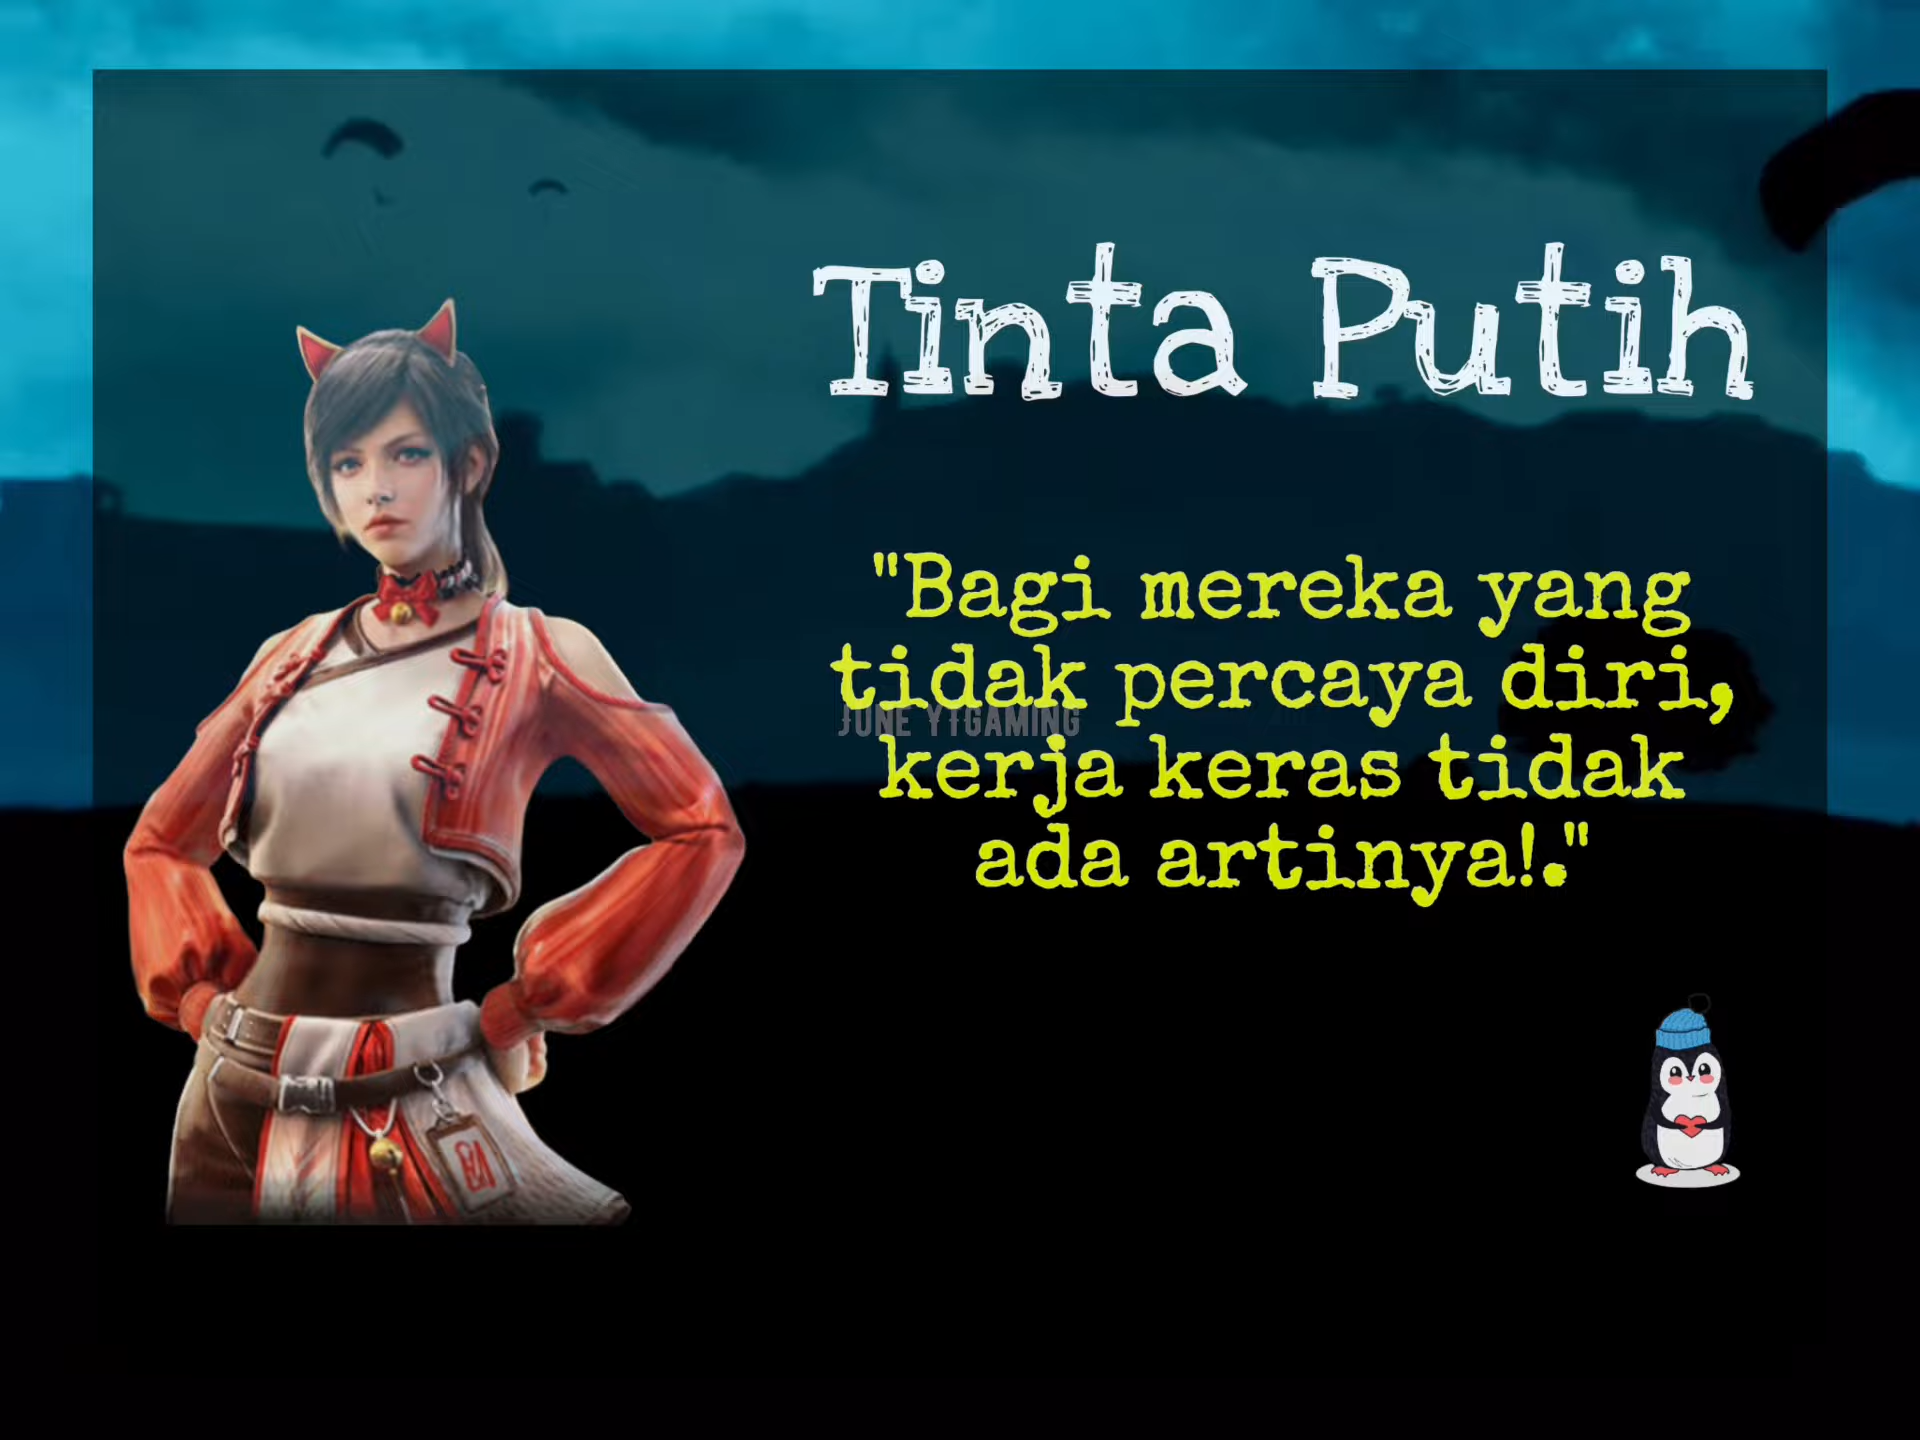 Tinta Putih
"Bagi mereka yang
tidak percaya diri,
JUNE YTGAMING
kerja keras tidak
ada artinya!."